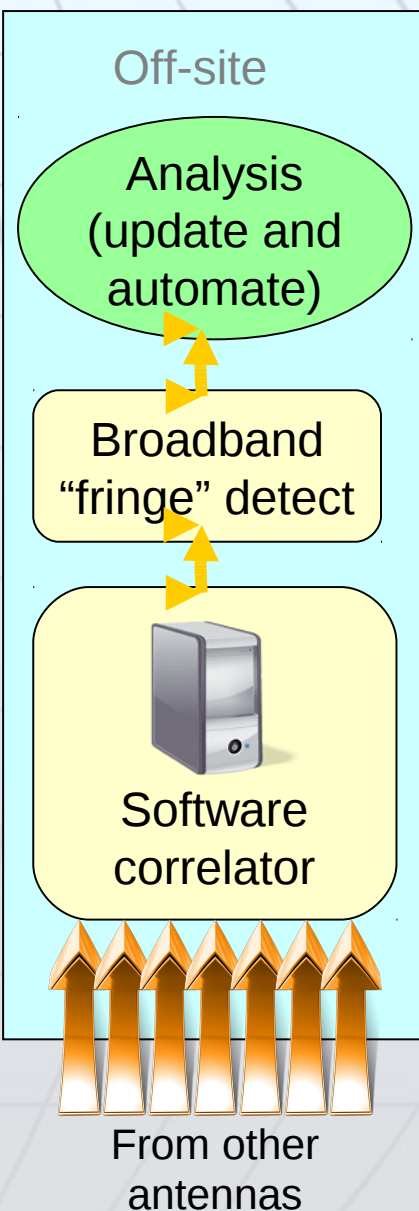 Off-site
Analysis
(update and
automate)
Broadband
“fringe” detect
Software
correlator
From other
antennas